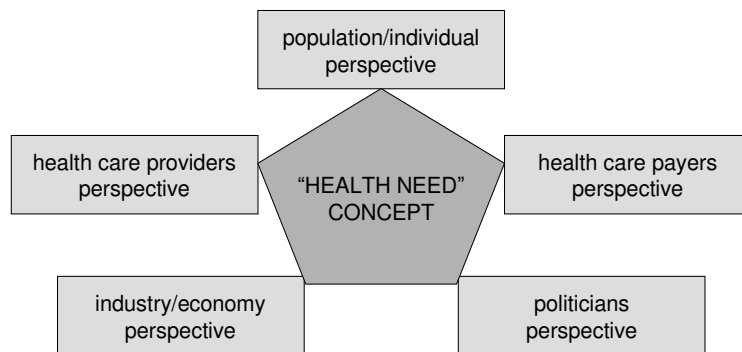 population/individual
perspective
health care providers
perspective
“HEALTH NEED”
CONCEPT
health care payers
perspective
industry/economy
perspective
politicians
perspective